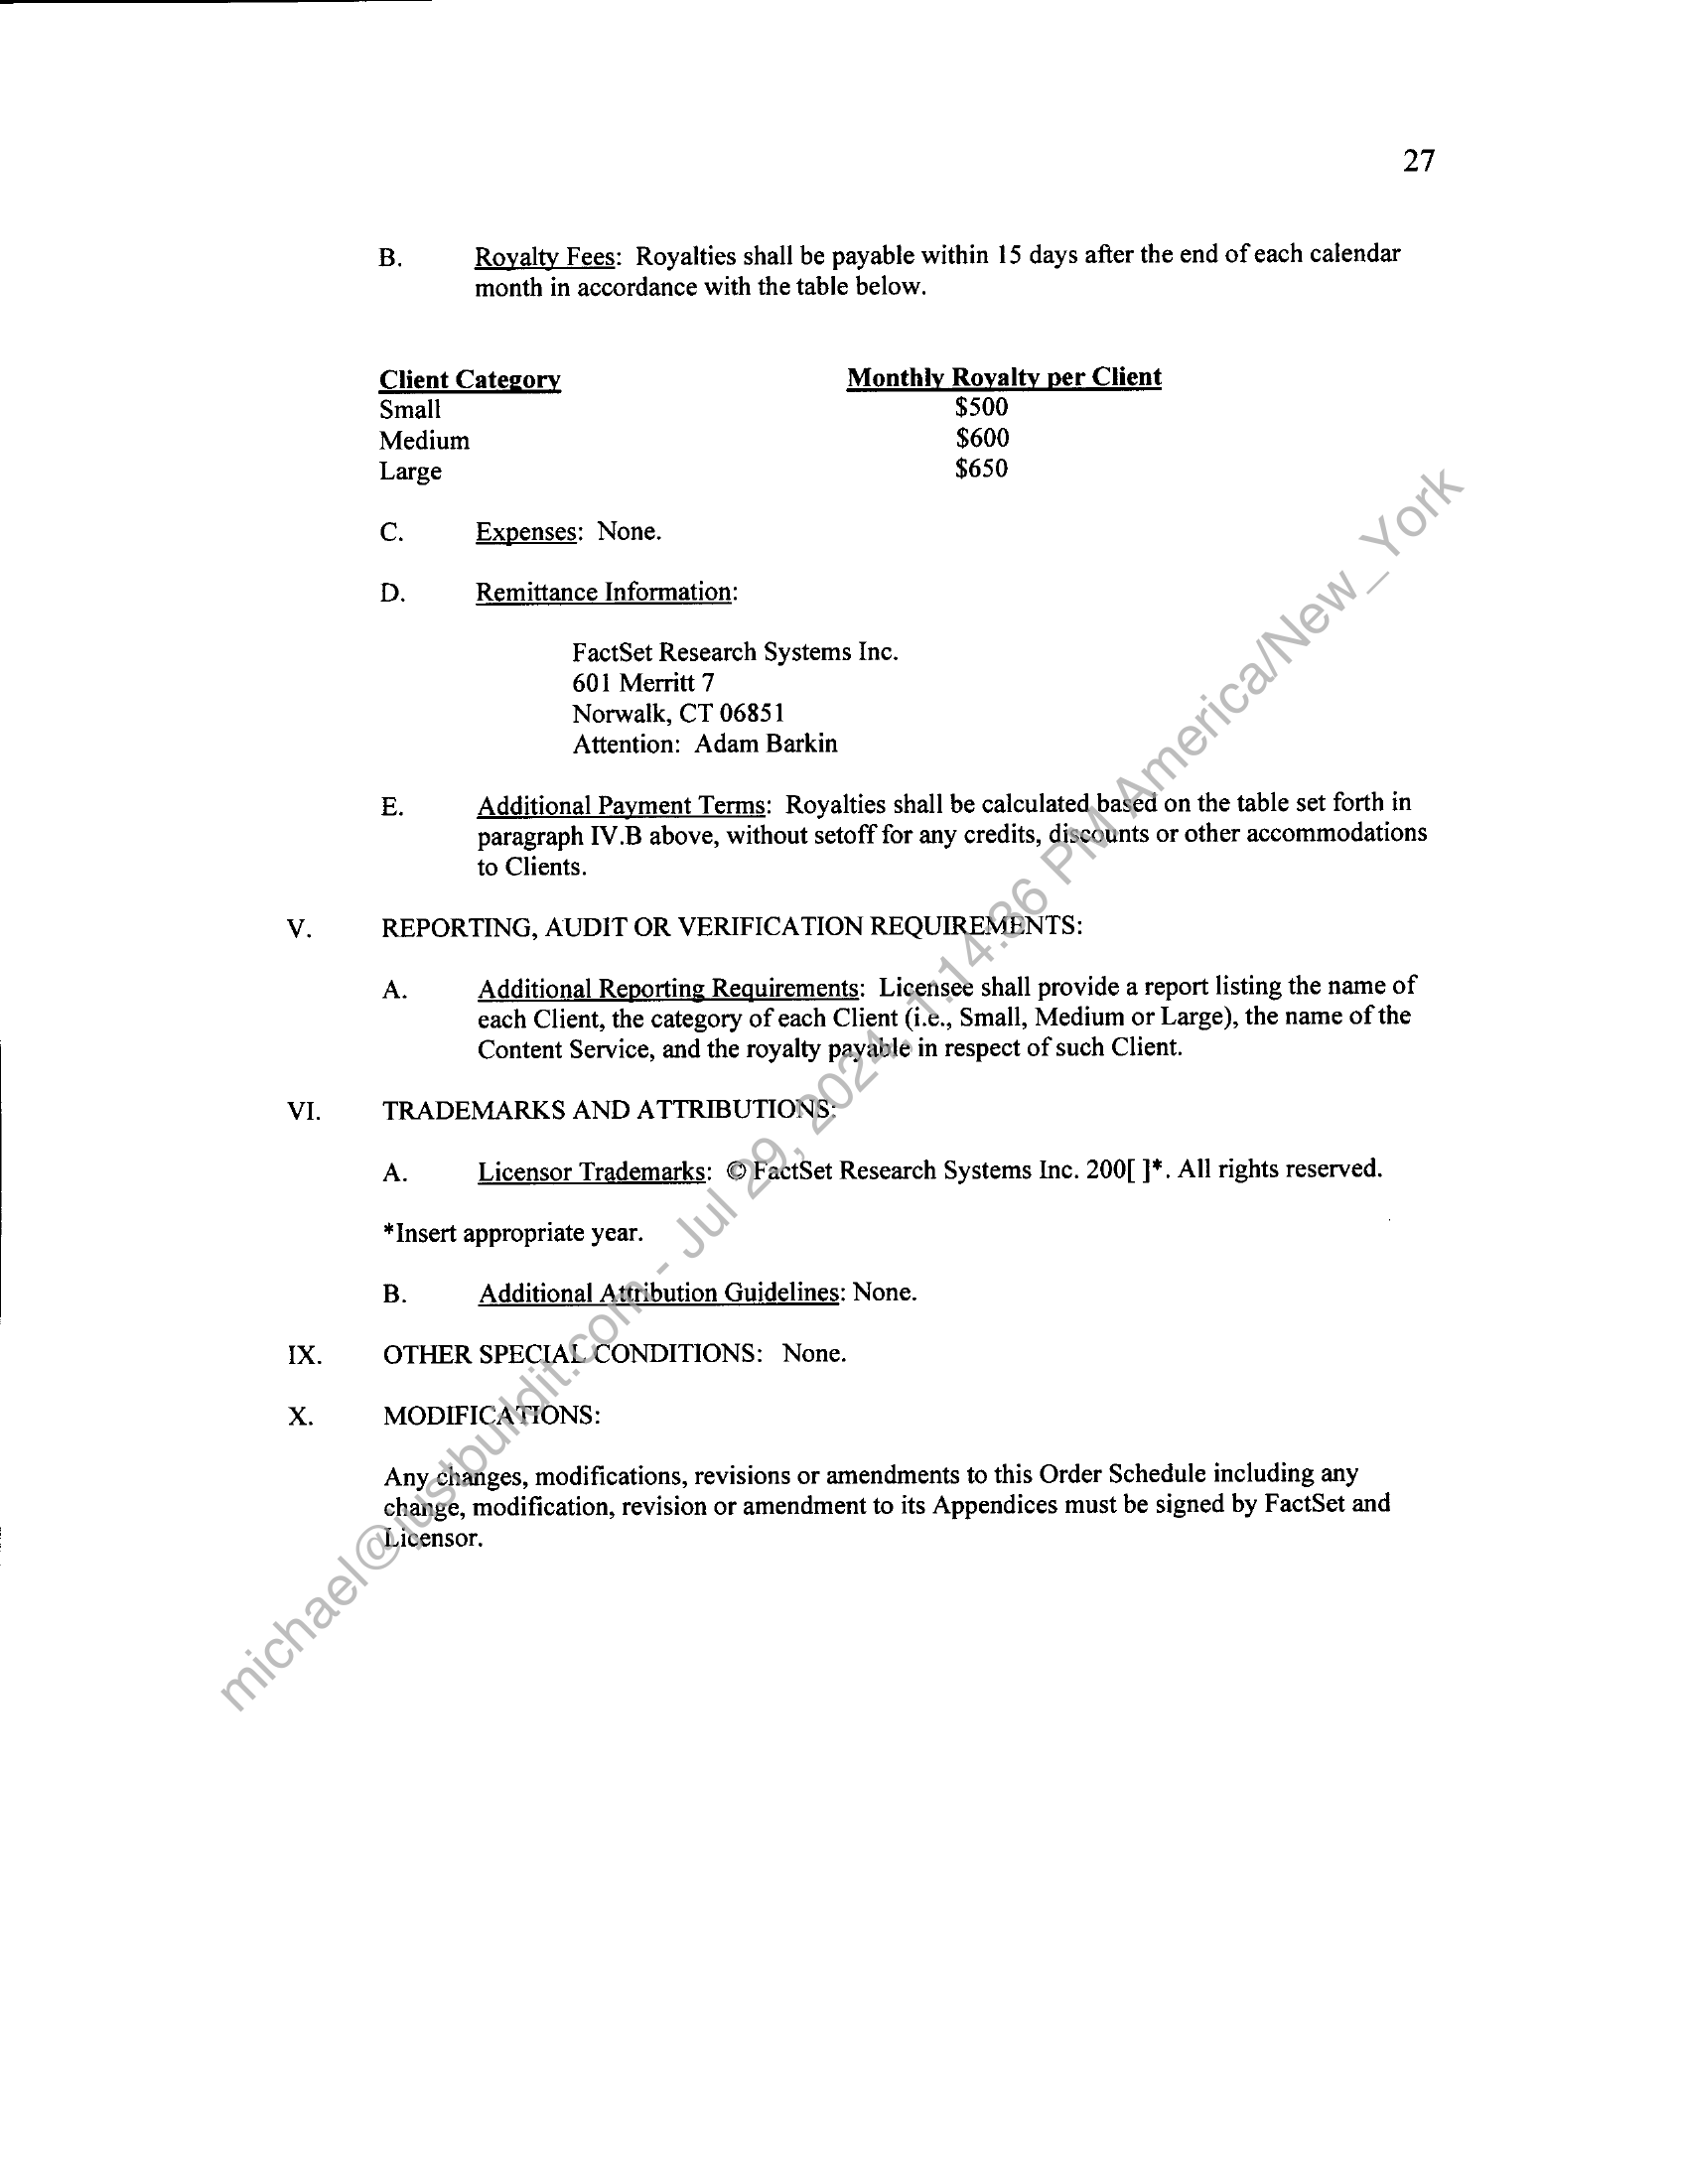 27
B. Royalty Fees: Royalties shall be payable within 15 days after the end of each calendar
month in accordance with the table below.
Client Category Monthly Royalty per Client
Small $500
Medium $600
Large $650
C. Expenses: None.
D. Remittance Information:
FactSet Research Systems Inc.
601 Merritt 7
Norwalk, CT 06851
Attention: Adam Barkin
E. Additional Payment Terms: Royalties shall be calculated based on the table set forth in
paragraph IV.B above, without setoff for any credits, discounts or other accommodations
to Clients.
V. REPORTING, AUDIT OR VERIFICATION REQUIREMENTS:
A. Additional Reporting Requirements: Licensee shall provide a report listing the name of
each Client, the category of each Client (i.e., Small, Medium or Large), the name of the
Content Service, and the royalty payable in respect of such Client.
VI. TRADEMARKS AND ATTRIBUTIONS:
A. Licensor Trademarks: © FactSet Research Systems Inc. 200[ ]*. All rights reserved.
*Insert appropriate year.
B. Additional Attribution Guidelines: None.
IX. OTHER SPECIAL CONDITIONS: None.
X. MODIFICATIONS:
Any changes, modifications, revisions or amendments to this Order Schedule including any
change, modification, revision or amendment to its Appendices must be signed by FactSet and
Licensor.
michael@justbuildit.com - Jul 29, 2024, 1:14:36 PM America/New_York